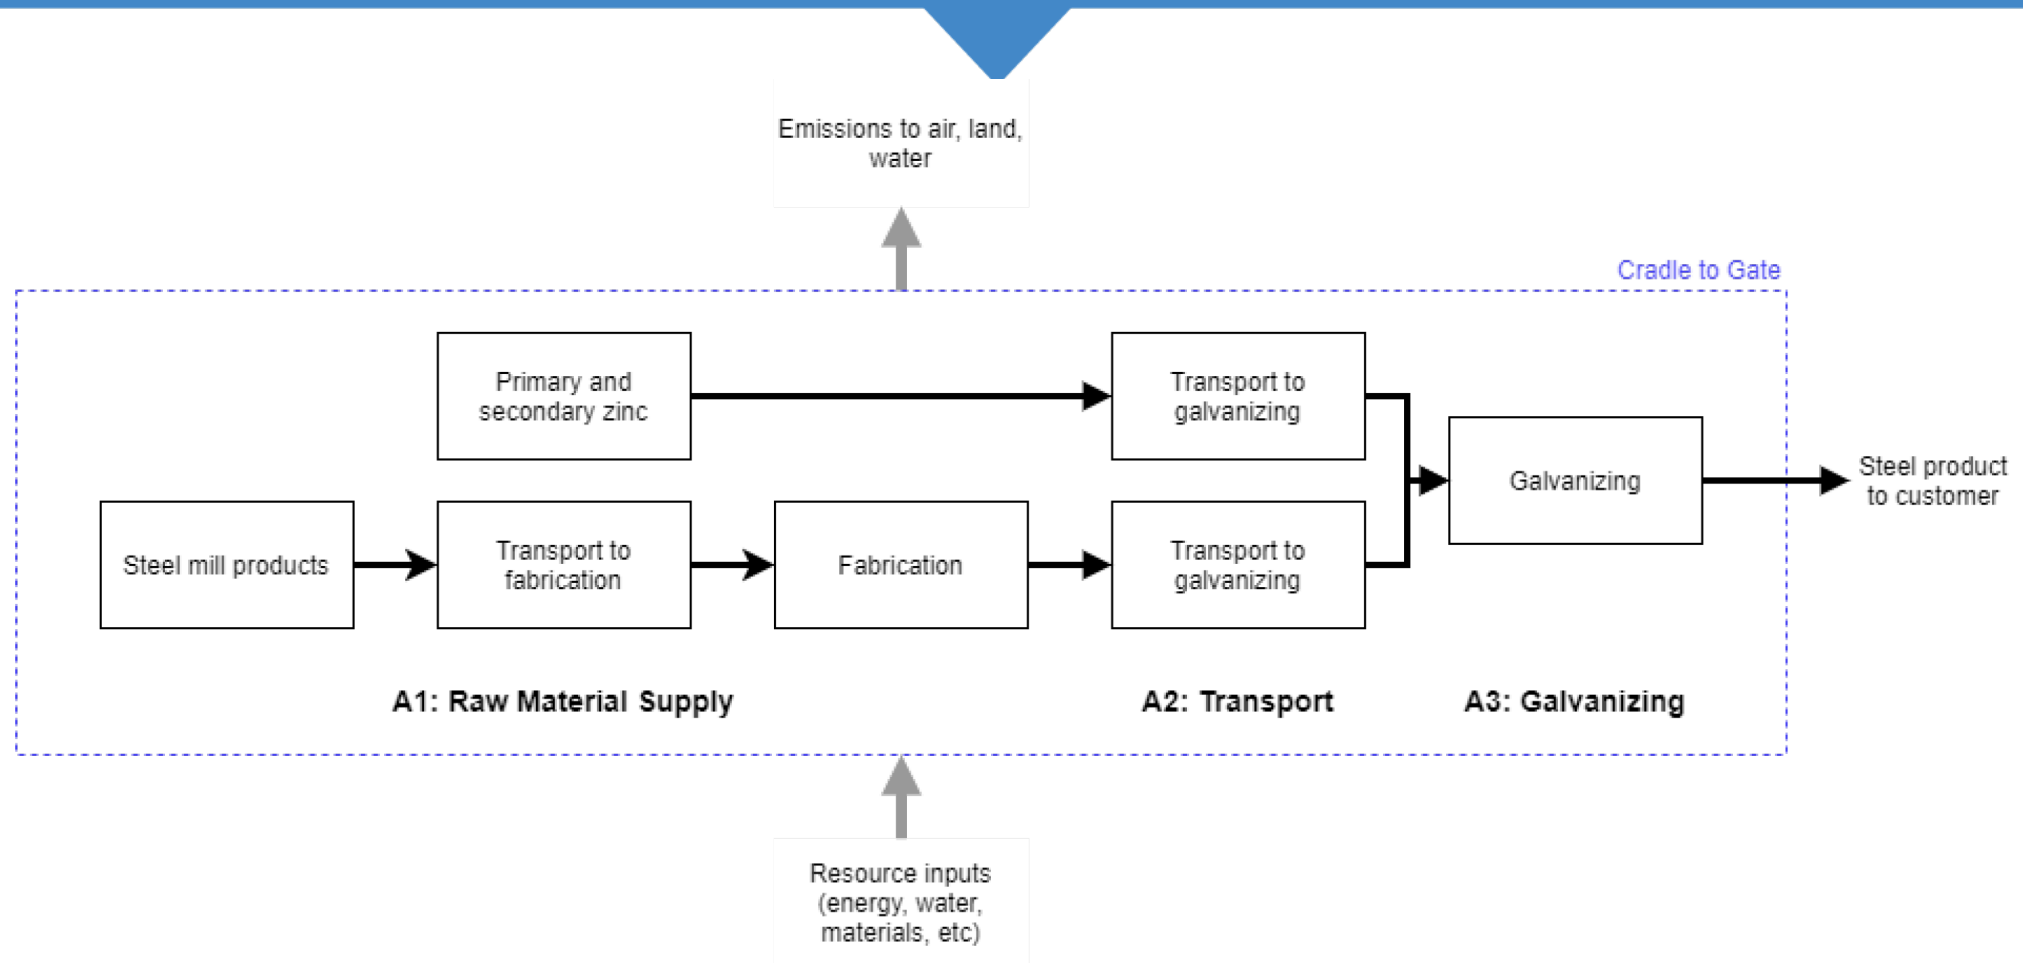 Emissions to air, land,
water
Cradle to Gate
Primary and
secondary zinc
Transport to
galvanizing
Galvanizing
Steel product
to customer
Steel mill products
Transport to
fabrication
Fabrication
Transport to
galvanizing
A1: Raw Material Supply
A2: Transport
A3: Galvanizing
Resource inputs
(energy, water,
materials, etc)